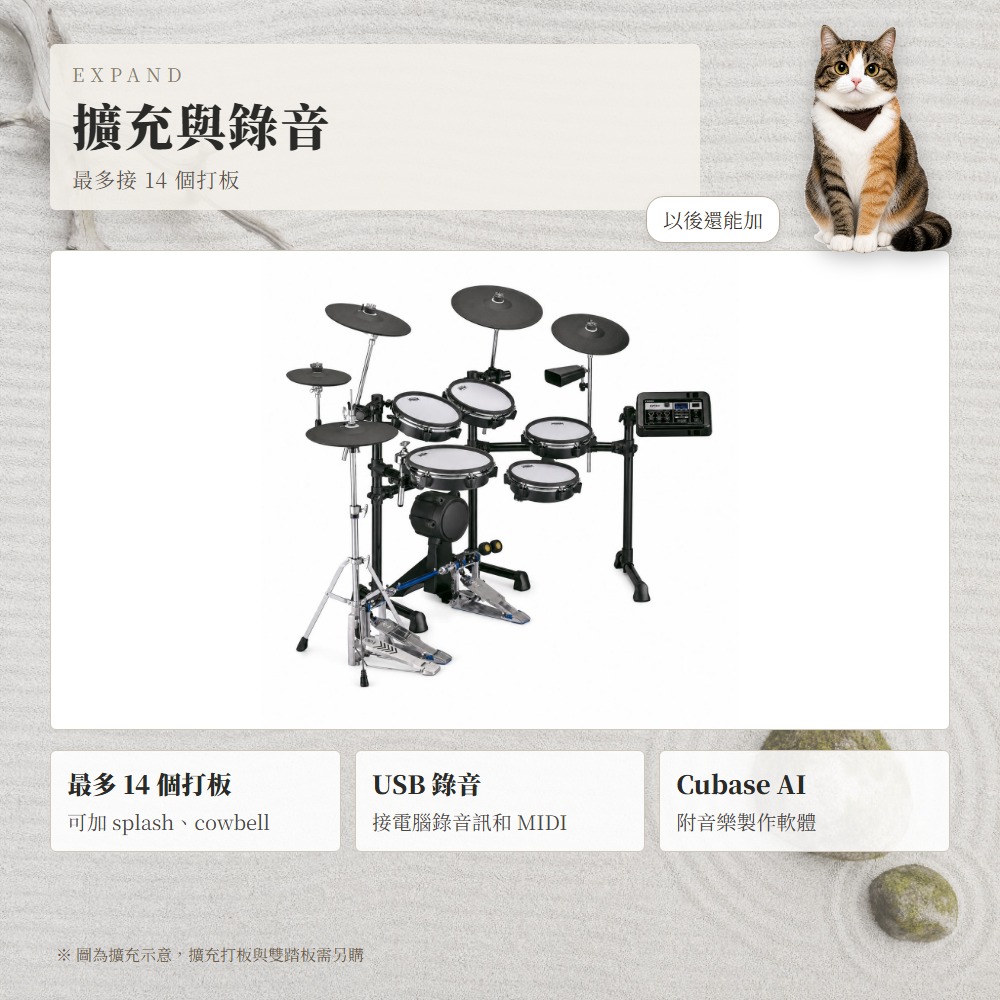 EXPAND
擴充與錄音
最多接 14 個打板
以後還能加
最多 14 個打板
可加 splash、cowbell
USB 錄音
接電腦錄音訊和 MIDI
Cubase AI
附音樂製作軟體
※ 圖為擴充示意，擴充打板與雙踏板需另購